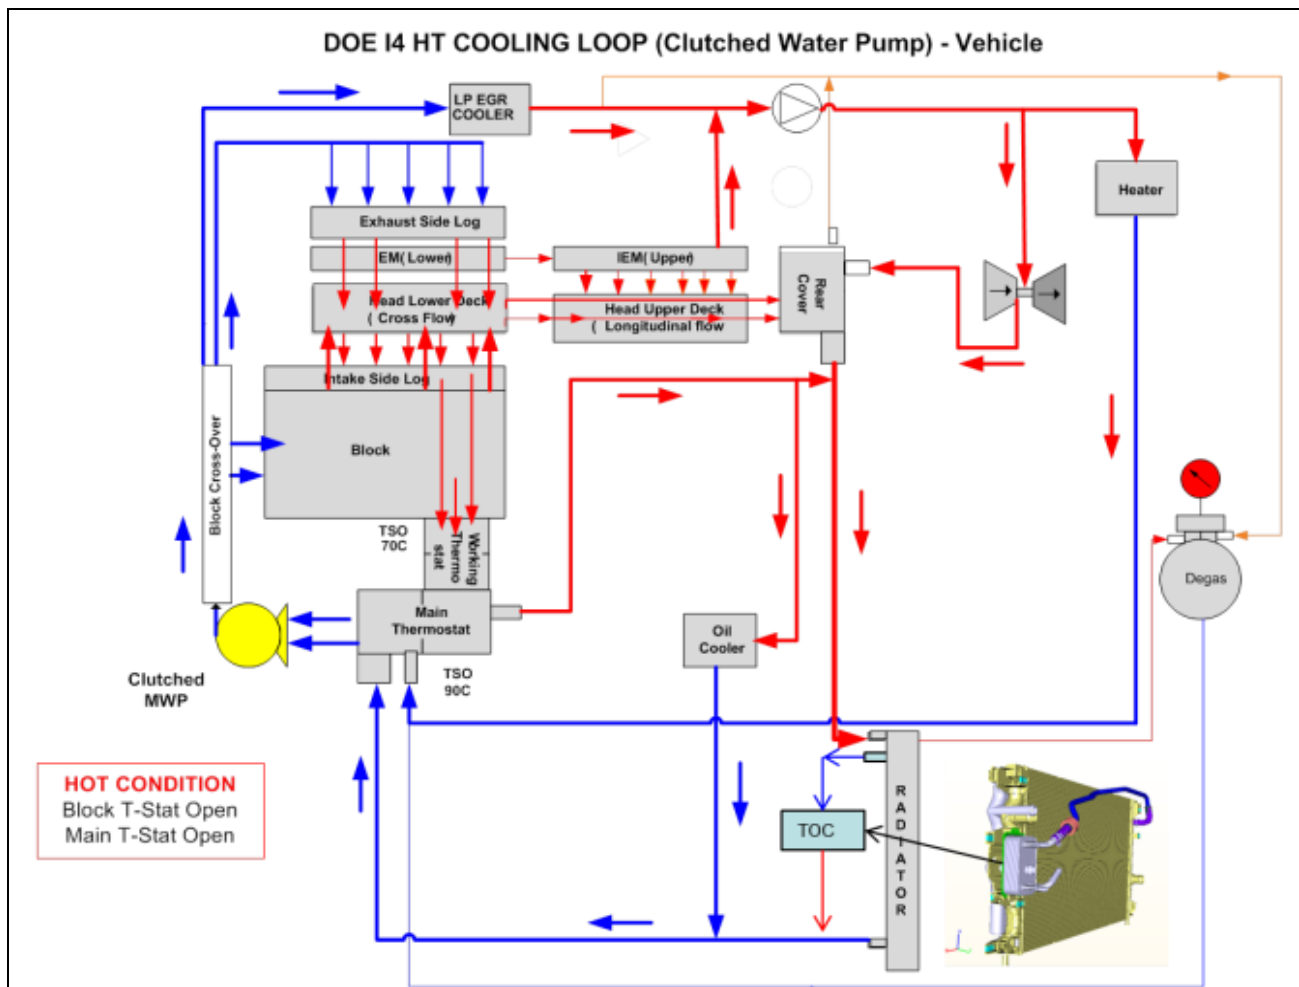 DOE I4 HT COOLING LOOP (Clutched Water Pump) - Vehicle
LP EGR
COOLER
Heater
Exhaust Side Log
EM( Lower)
IEM( Upper)
Rear
Cover
Head Lower Deck
( Cross Flow)
Head Upper Deck
( Longitudinal flow
Intake Side Log
Block Cross-Over
Block
TSO
70C
Working
Thermo
stat
Degas
Main
Thermostat
Oil
Cooler
TSO
90C
Clutched
MWP
HOT CONDITION
Block T-Stat Open
Main T-Stat Open
TOC
RADIATOR